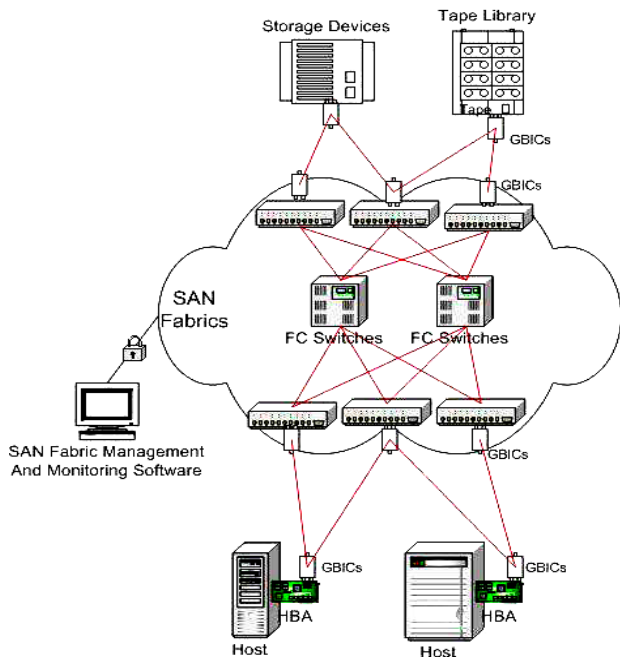 Storage Devices
Tape Library
Tape
GBICs
GBICs
SAN
Fabrics
FC Switches
FC Switches
SAN Fabric Management
And Monitoring Software
GBICs
GBICs
GBICs
HBA
HBA
Host
Host